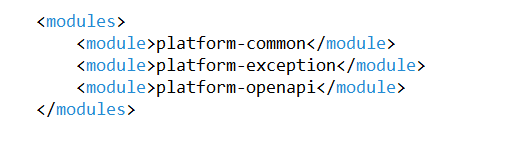 <modules>
    <module>platform-common</module>
    <module>platform-exception</module>
    <module>platform-openapi</module>
</modules>